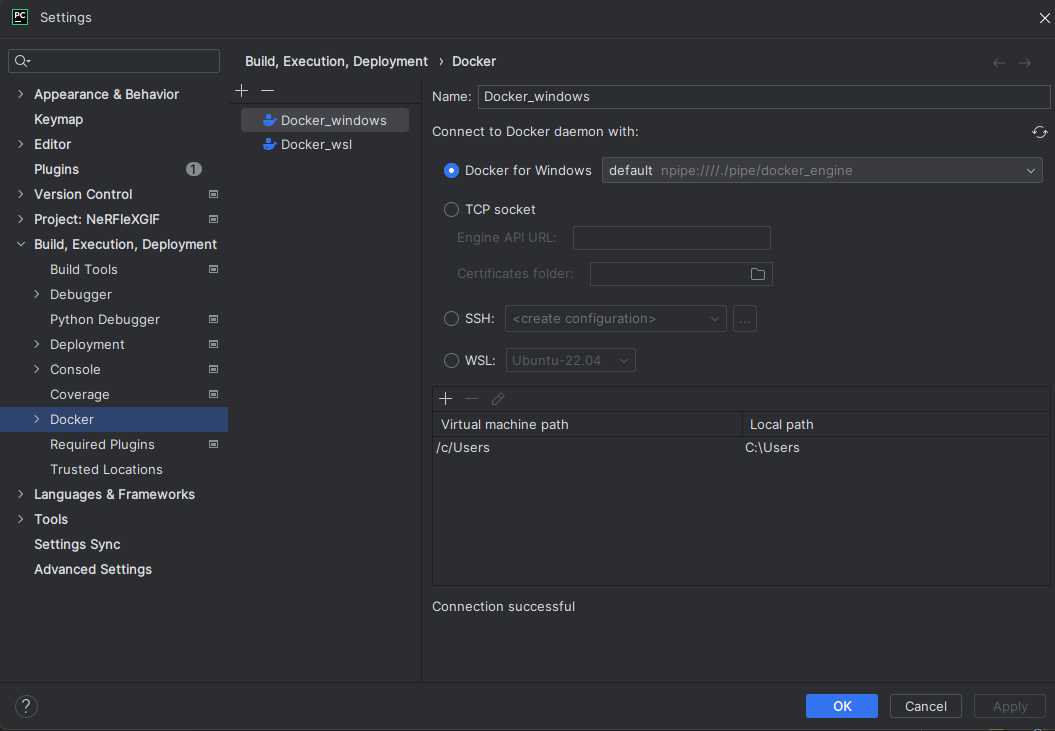 PC Settings
Build, Execution, Deployment › Docker
Appearance & Behavior
Keymap
Editor
Plugins 1
Version Control
Project: NeRFleXGIF
Build, Execution, Deployment
Build Tools
Debugger
Python Debugger
Deployment
Console
Coverage
Docker
Required Plugins
Trusted Locations
Languages & Frameworks
Tools
Settings Sync
Advanced Settings
Docker_windows
Docker_wsl
Name: Docker_windows
Connect to Docker daemon with:
Docker for Windows default npipe:////./pipe/docker_engine
TCP socket
Engine API URL:
Certificates folder:
SSH: <create configuration> ...
WSL: Ubuntu-22.04
Virtual machine path Local path
/c/Users C:\Users
Connection successful
? OK Cancel Apply